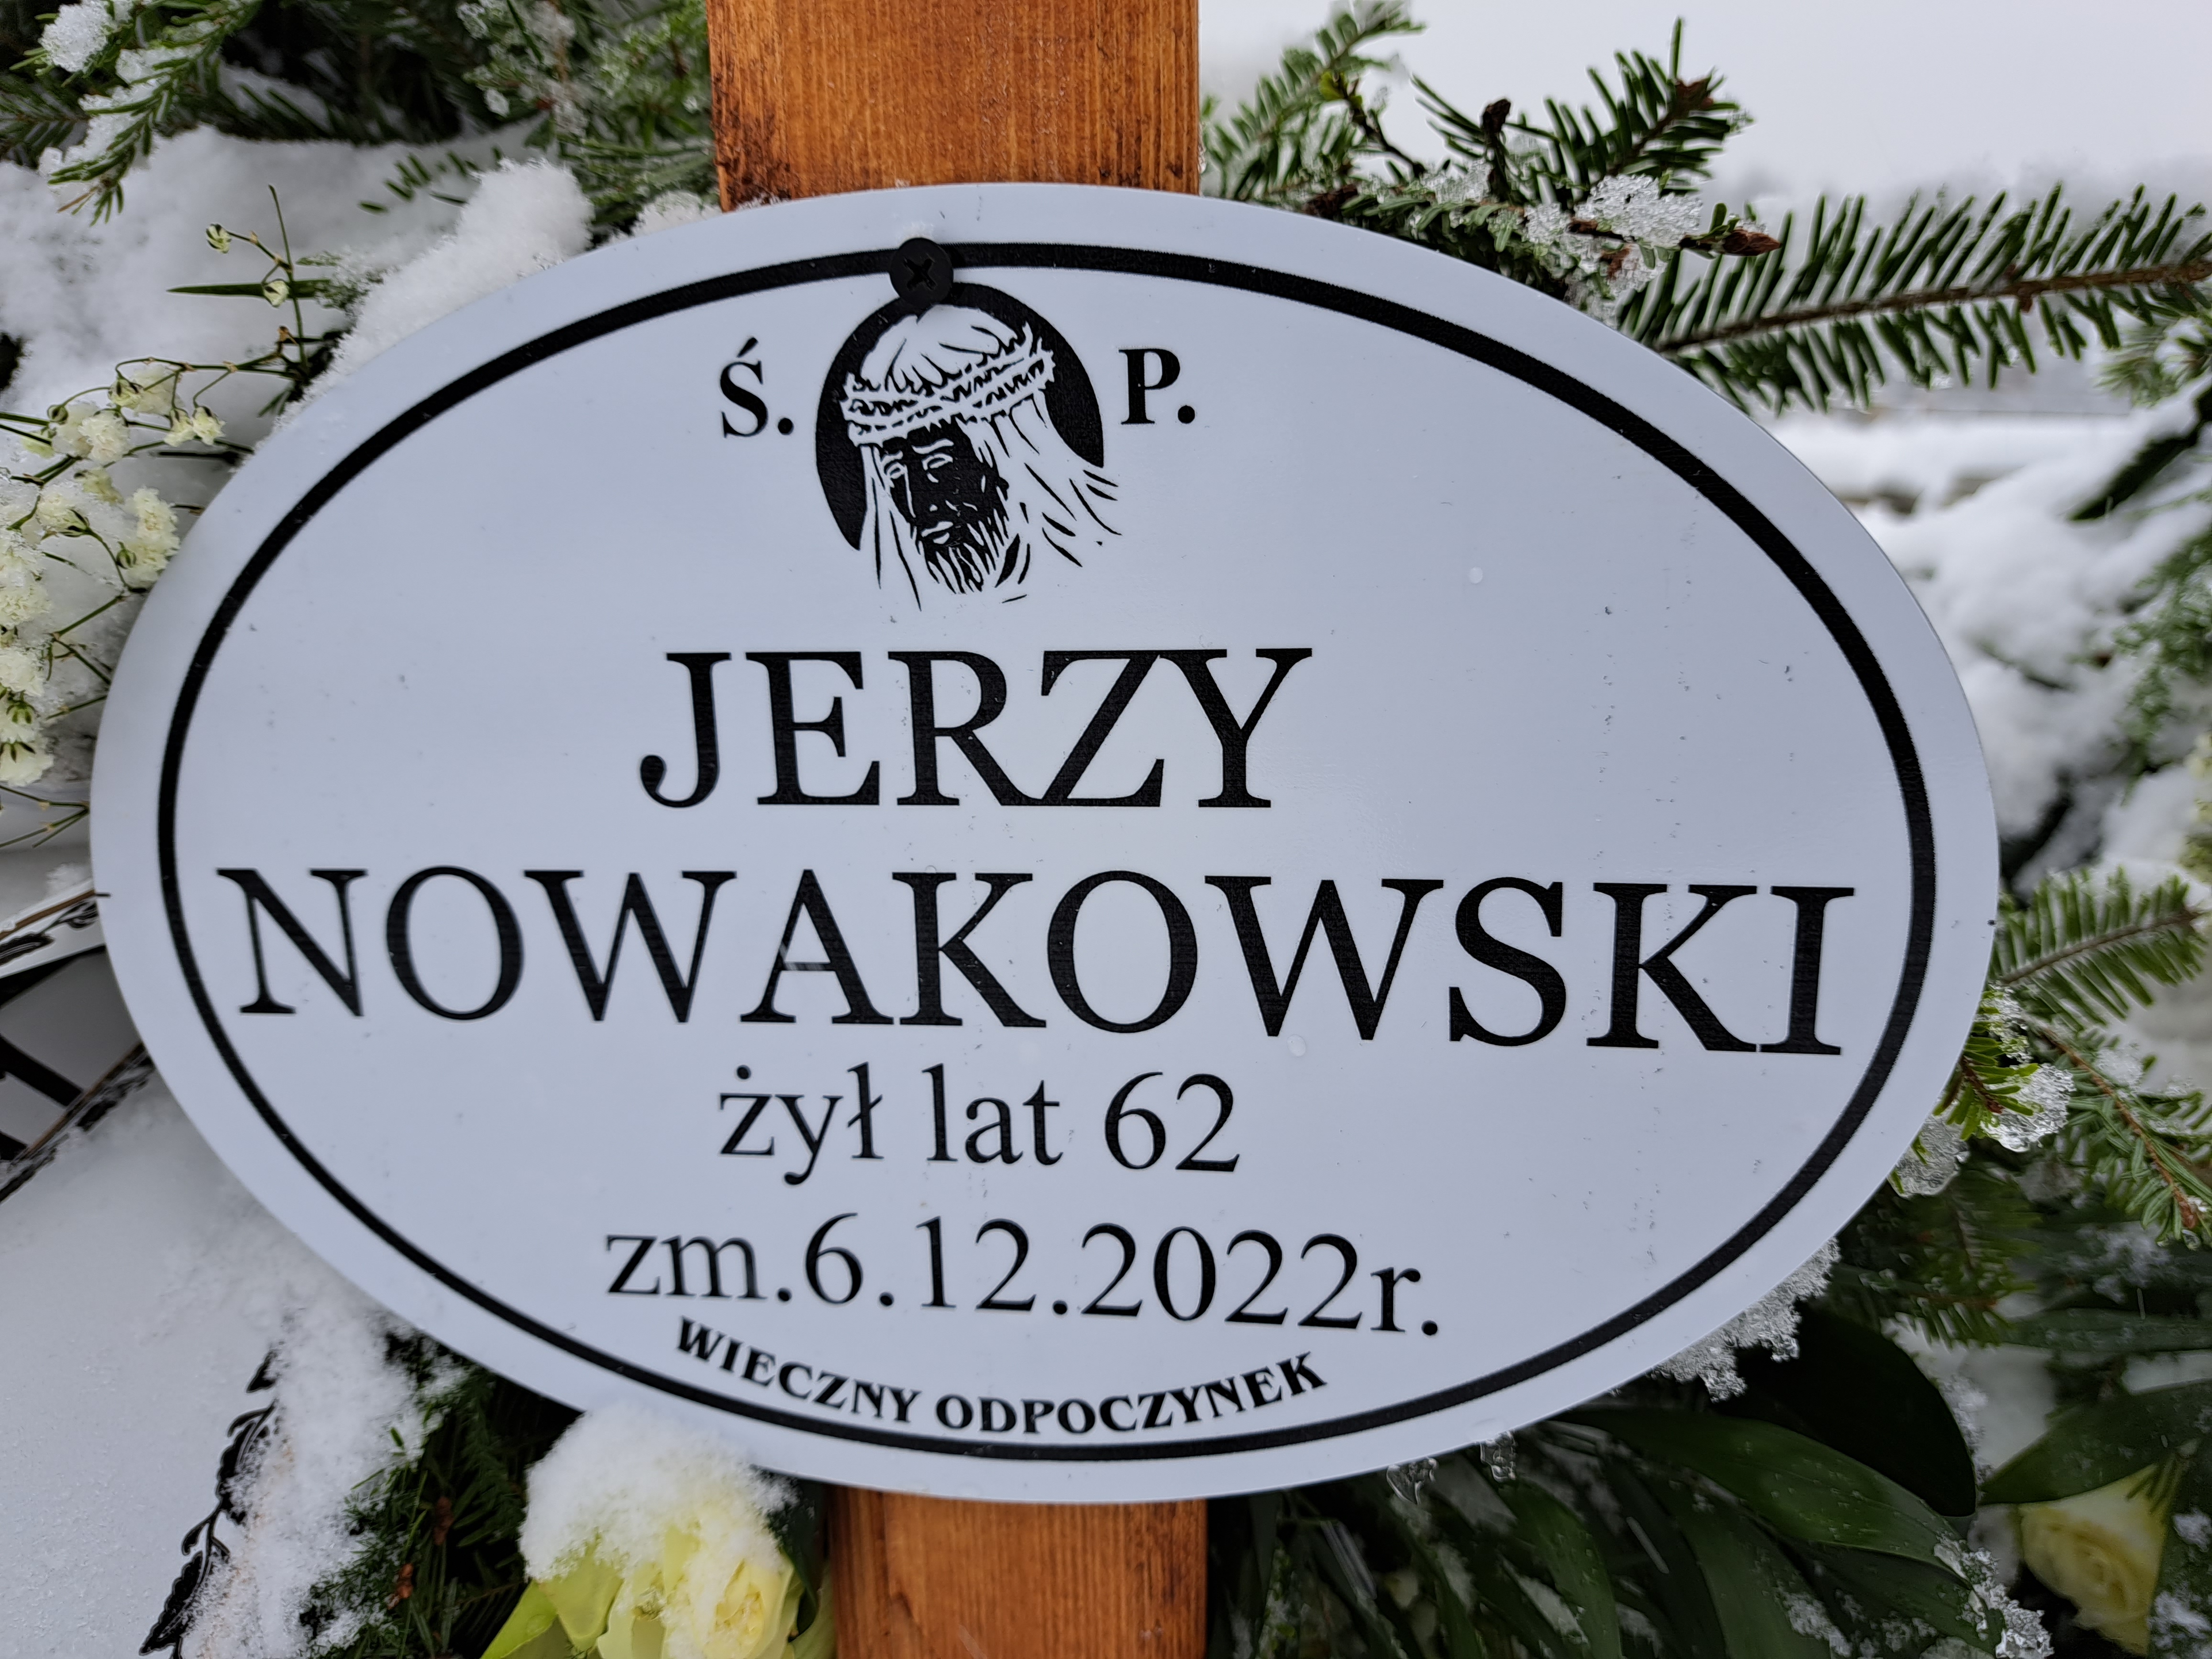 Ś. P.
JERZY
NOWAKOWSKI
żył lat 62
zm.6.12.2022r.
WIECZNY ODPOCZYNEK